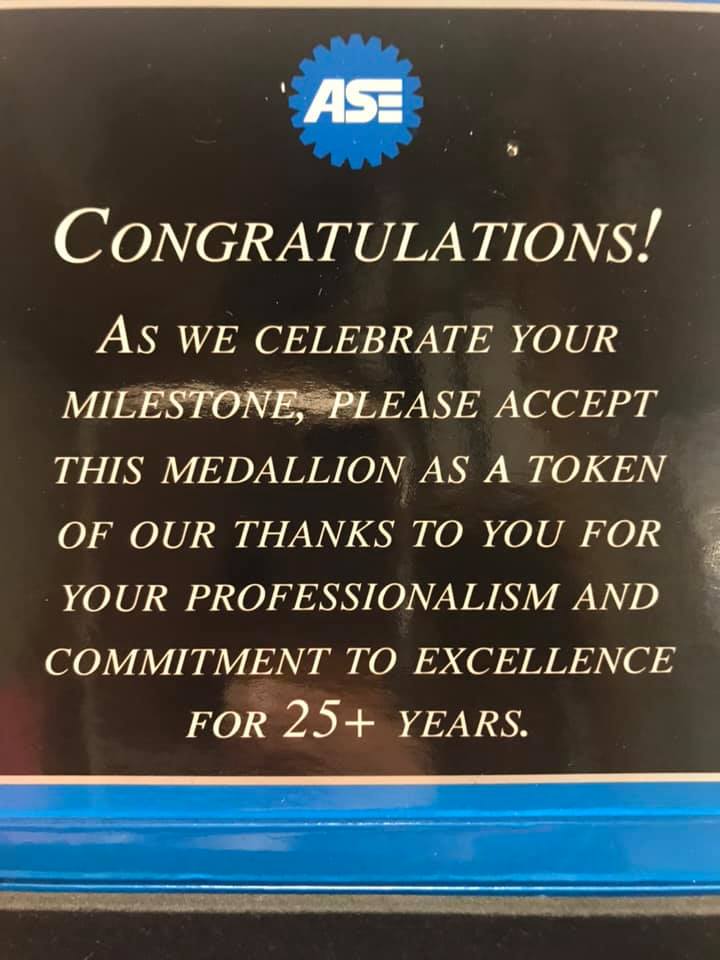 ASE
CONGRATULATIONS!
AS WE CELEBRATE YOUR
MILESTONE, PLEASE ACCEPT
THIS MEDALLION AS A TOKEN
OF OUR THANKS TO YOU FOR
YOUR PROFESSIONALISM AND
COMMITMENT TO EXCELLENCE
FOR 25+ YEARS.